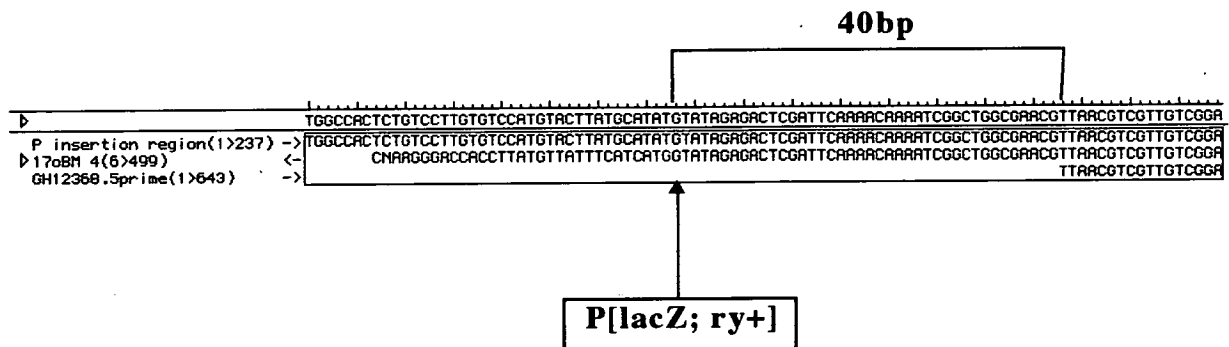 40bp
TGGCCACTCTGTCCTTGTGTCCATGTACTTATGCATATGTATAGAGACTCGATTCAAAACAAAATCGGCTGGCGAACGTTAACGTCGTTGTCGGA
P insertion region(1>237) -> TGGCCACTCTGTCCTTGTGTCCATGTACTTATGCATATGTATAGAGACTCGATTCAAAACAAAATCGGCTGGCGAACGTTAACGTCGTTGTCGGA
17oBM 4(6>499) <- CNAAGGGACCACCTTATGTTATTTCATCATGGTATAGAGACTCGATTCAAAACAAAATCGGCTGGCGAACGTTAACGTCGTTGTCGGA
GH12368.5prime(1>643) -> TTAACGTCGTTGTCGGA
P[lacZ; ry+]